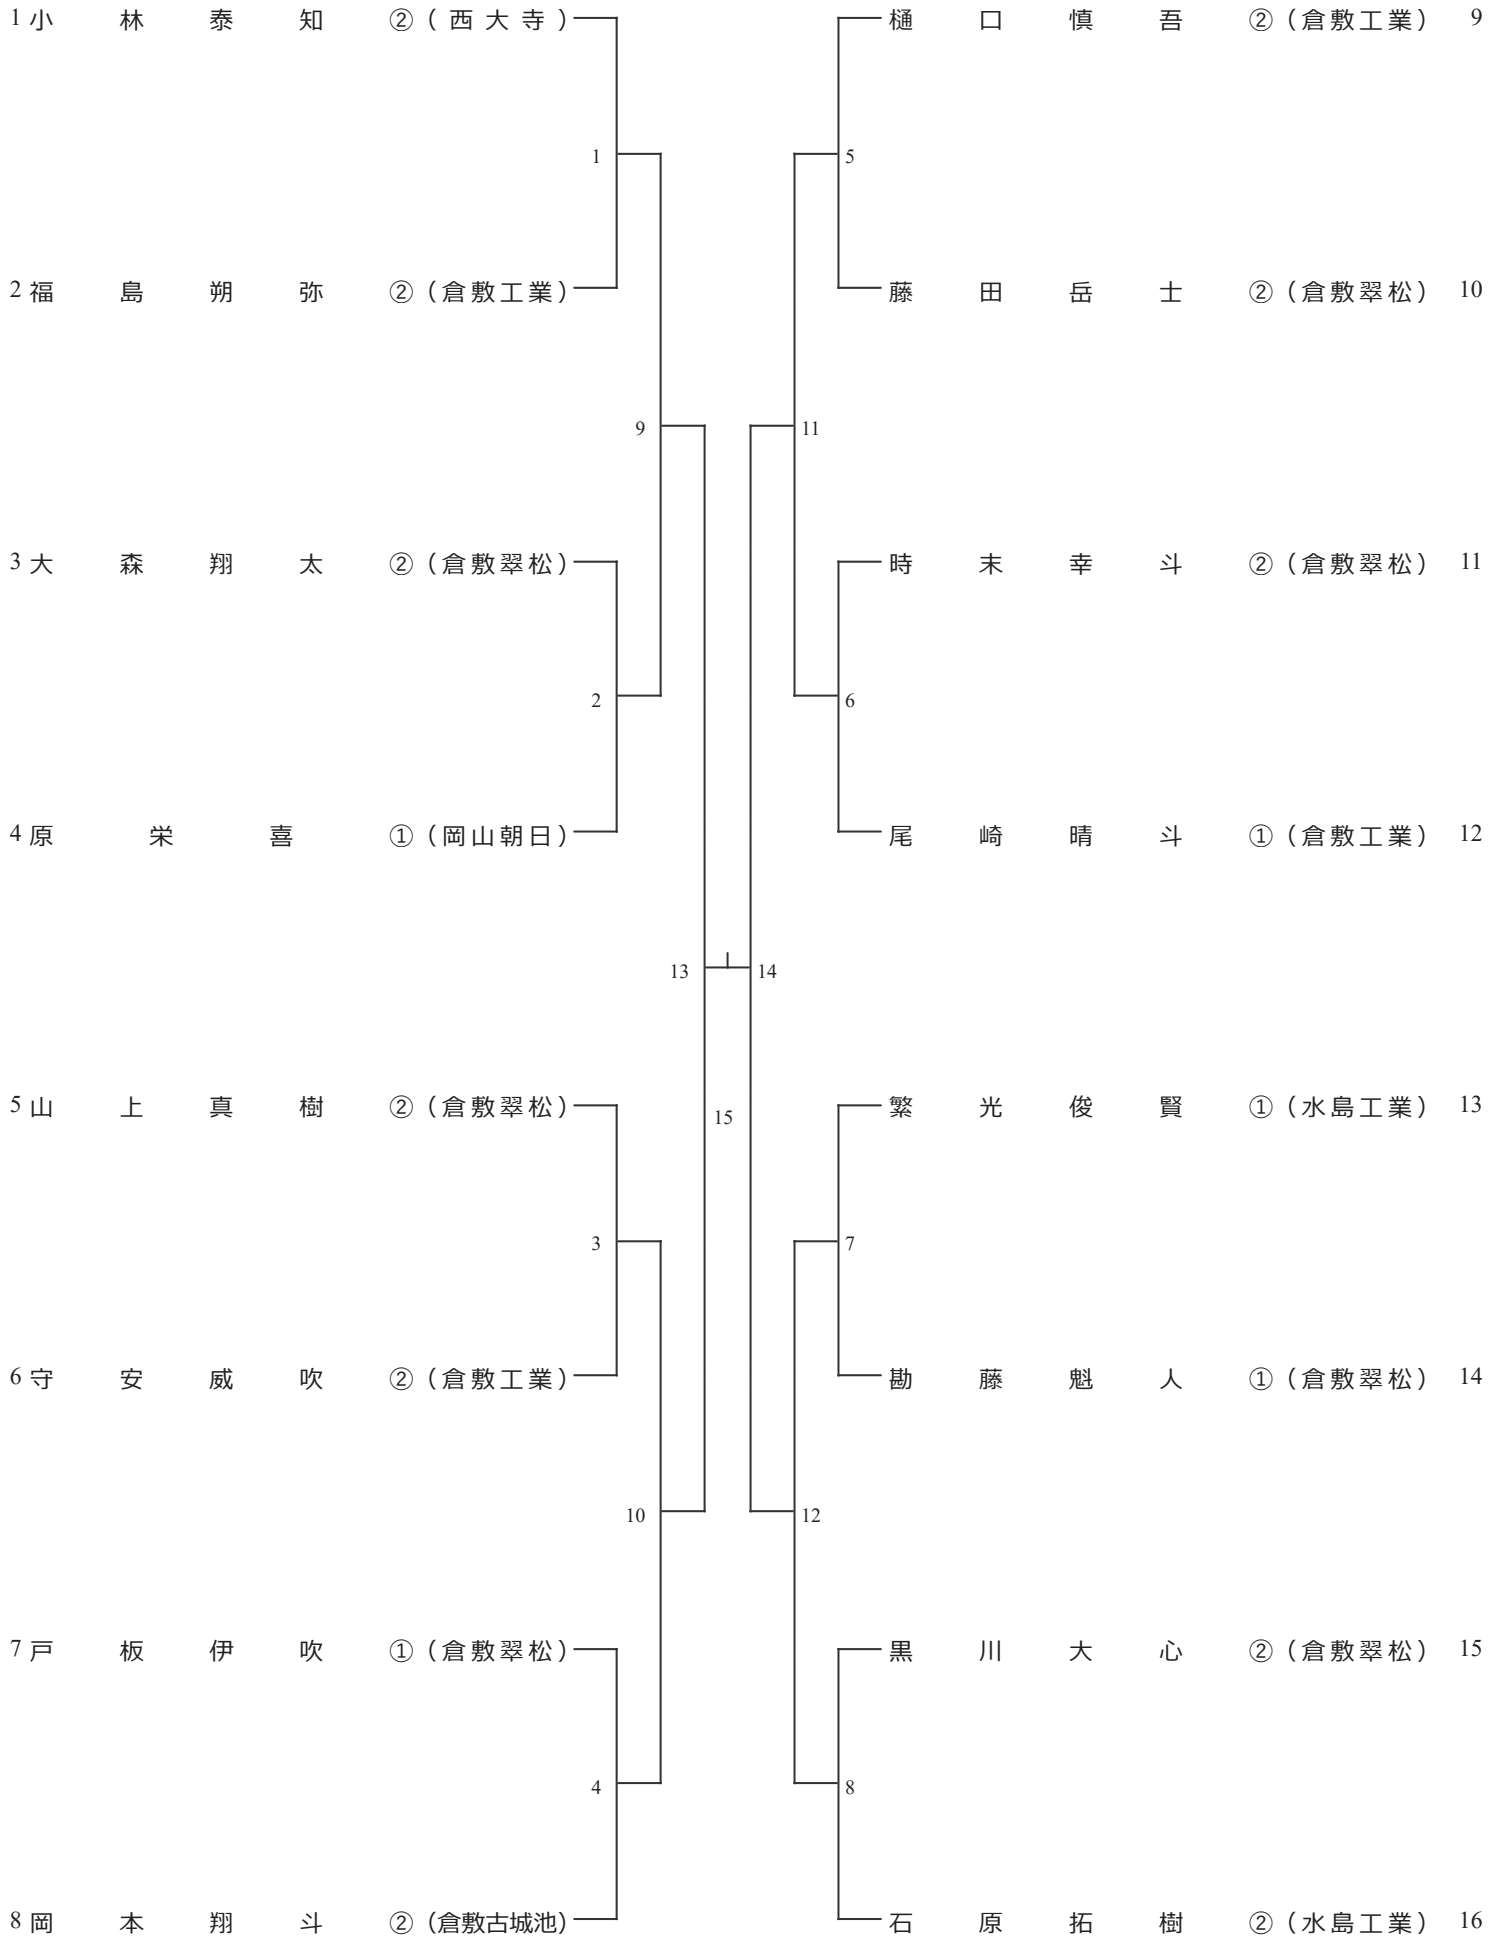 1 小林泰知 ② （西大寺）
2 福島朔弥 ② （倉敷工業）
3 大森翔太 ② （倉敷翠松）
4 原栄喜 ① （岡山朝日）
5 山上真樹 ② （倉敷翠松）
6 守安威吹 ② （倉敷工業）
7 戸板伊吹 ① （倉敷翠松）
8 岡本翔斗 ② （倉敷古城池）
1
2
3
4
9
10
13
15
14
11
12
5
6
7
8
樋口慎吾 ② （倉敷工業） 9
藤田岳士 ② （倉敷翠松） 10
時末幸斗 ② （倉敷翠松） 11
尾崎晴斗 ① （倉敷工業） 12
繁光俊賢 ① （水島工業） 13
勘藤魁人 ① （倉敷翠松） 14
黒川大心 ② （倉敷翠松） 15
石原拓樹 ② （水島工業） 16